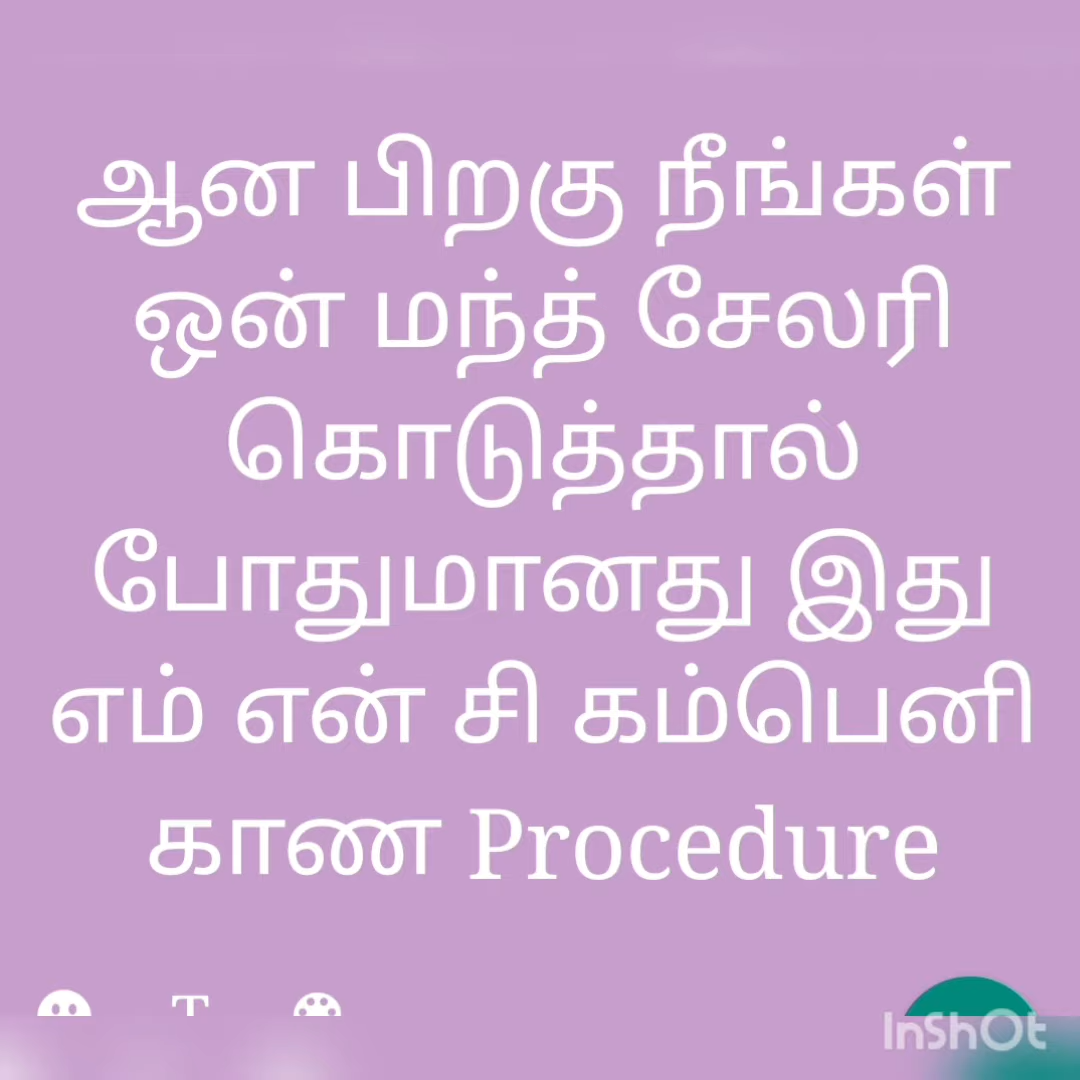 ஆன பிறகு நீங்கள்
ஒன் மந்த் சேலரி
கொடுத்தால்
போதுமானது இது
எம் என் சி கம்பெனி
காண Procedure
T
InShOt